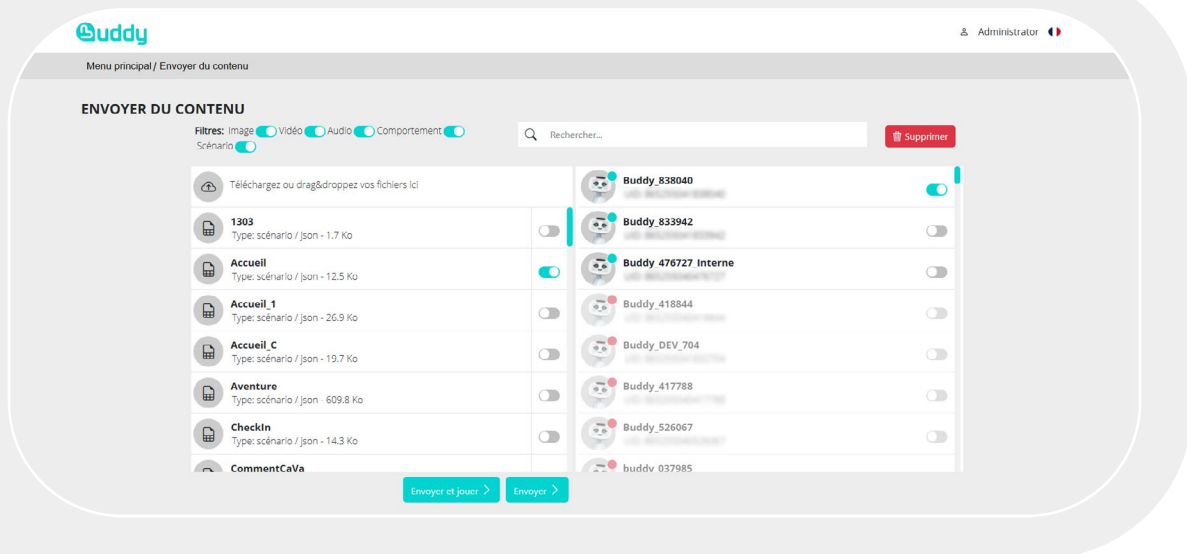 Buddy
Administrator
Menu principal / Envoyer du contenu
ENVOYER DU CONTENU
Filtres: Image Vidéo Audio Comportement
Scénario
Rechercher...
Supprimer
Téléchargez ou drag&droppez vos fichiers ici
1303
Type: scénario / json - 1.7 Ko
Accueil
Type: scénario / json - 12.5 Ko
Accueil_1
Type: scénario / json - 26.9 Ko
Accueil_C
Type: scénario / json - 19.7 Ko
Aventure
Type: scénario / json - 609.8 Ko
CheckIn
Type: scénario / json - 14.3 Ko
CommentCaVa
Buddy_838040
Buddy_833942
Buddy_476727_Interne
Buddy_418844
Buddy_DEV_704
Buddy_417788
Buddy_526067
buddy_037985
Envoyer et jouer
Envoyer